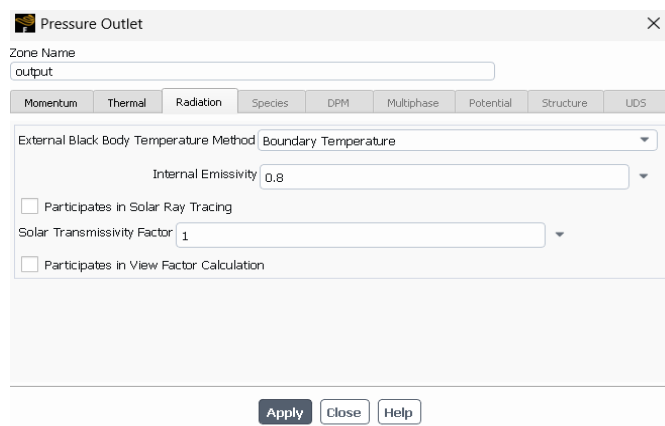 Pressure Outlet
Zone Name
output
Momentum Thermal Radiation Species DPM Multiphase Potential Structure UDS
External Black Body Temperature Method Boundary Temperature
Internal Emissivity 0.8
Participates in Solar Ray Tracing
Solar Transmissivity Factor 1
Participates in View Factor Calculation
Apply Close Help